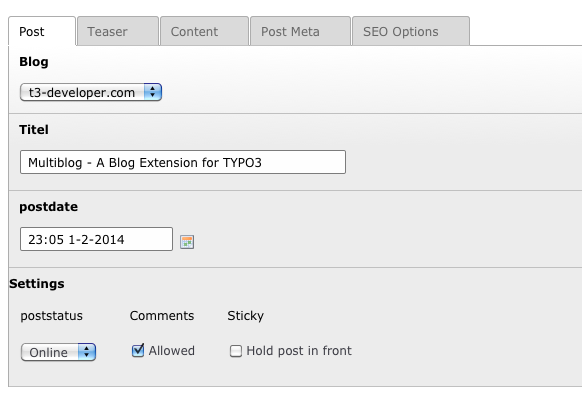 Post Teaser Content Post Meta SEO Options
Blog
t3-developer.com
Titel
Multiblog - A Blog Extension for TYPO3
postdate
23:05 1-2-2014
Settings
poststatus Comments Sticky
Online Allowed Hold post in front